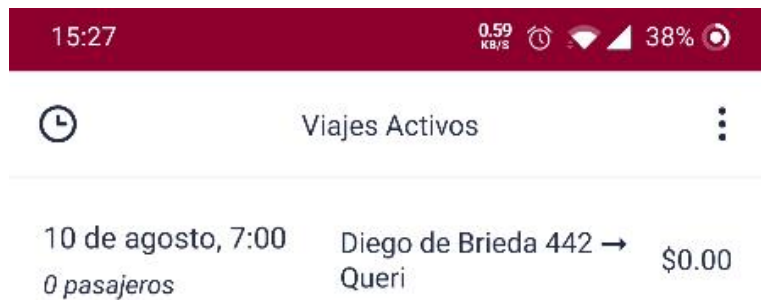 15:27 0.59 KB/S 38%
Viajes Activos
10 de agosto, 7:00 Diego de Brieda 442 → Queri $0.00
0 pasajeros